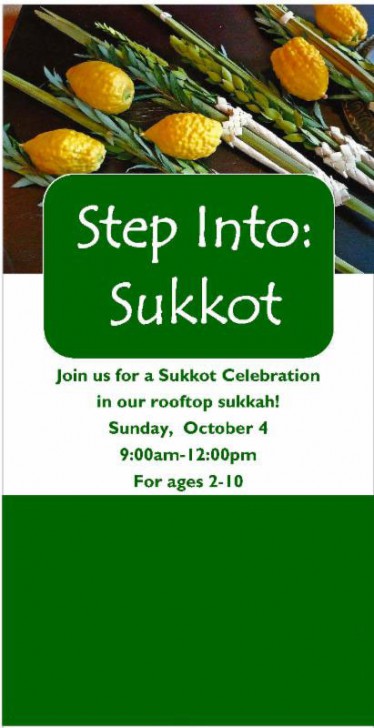 Step Into:
Sukkot
Join us for a Sukkot Celebration
in our rooftop sukkah!
Sunday, October 4
9:00am-12:00pm
For ages 2-10